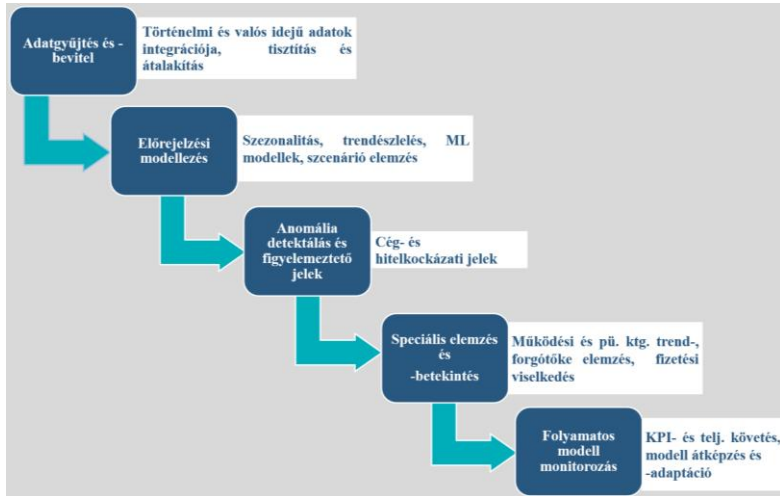 Adatgyűjtés és -
bevitel
Történelmi és valós idejű adatok
integrációja, tisztítás és
átalakítás
Előrejelzési
modellezés
Szezonalitás, trendészlelés, ML
modellek, szcenárió elemzés
Anomália
detektálás és
figyelemeztető
jelek
Cég- és
hitelkockázati jelek
Speciális elemzés
és
-betekintés
Működési és pü. ktg. trend-,
forgótőke elemzés, fizetési
viselkedés
Folyamatos
modell
monitorozás
KPI- és telj. követés,
modell átképzés és
-adaptáció